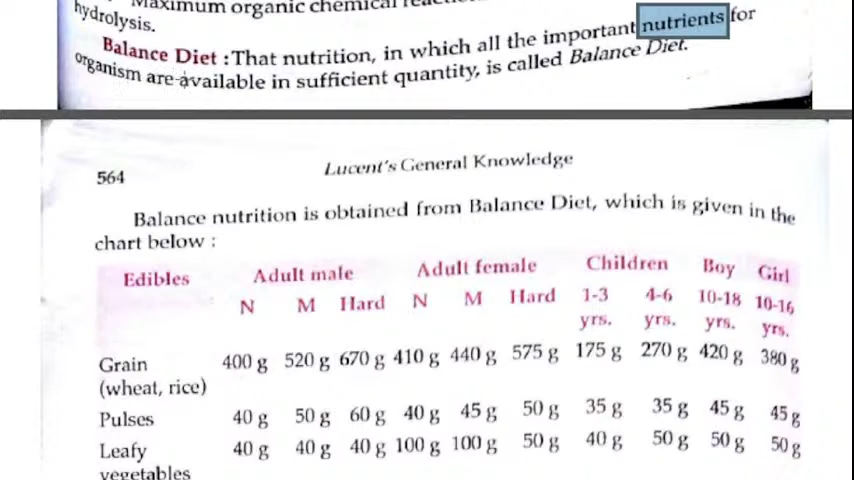 Maximum organic chemical
hydrolysis.
Balance Diet : That nutrition, in which all the important nutrients for
organism are available in sufficient quantity, is called Balance Diet.
564
Lucent's General Knowledge
Balance nutrition is obtained from Balance Diet, which is given in the
chart below :
Edibles Adult male Adult female Children Boy Girl
N M Hard N M Hard 1-3 4-6 10-18 10-16
yrs. yrs. yrs. yrs.
Grain 400 g 520 g 670 g 410 g 440 g 575 g 175 g 270 g 420 g 380 g
(wheat, rice)
Pulses 40 g 50 g 60 g 40 g 45 g 50 g 35 g 35 g 45 g 45 g
Leafy 40 g 40 g 40 g 100 g 100 g 50 g 40 g 50 g 50 g 50 g
vegetables